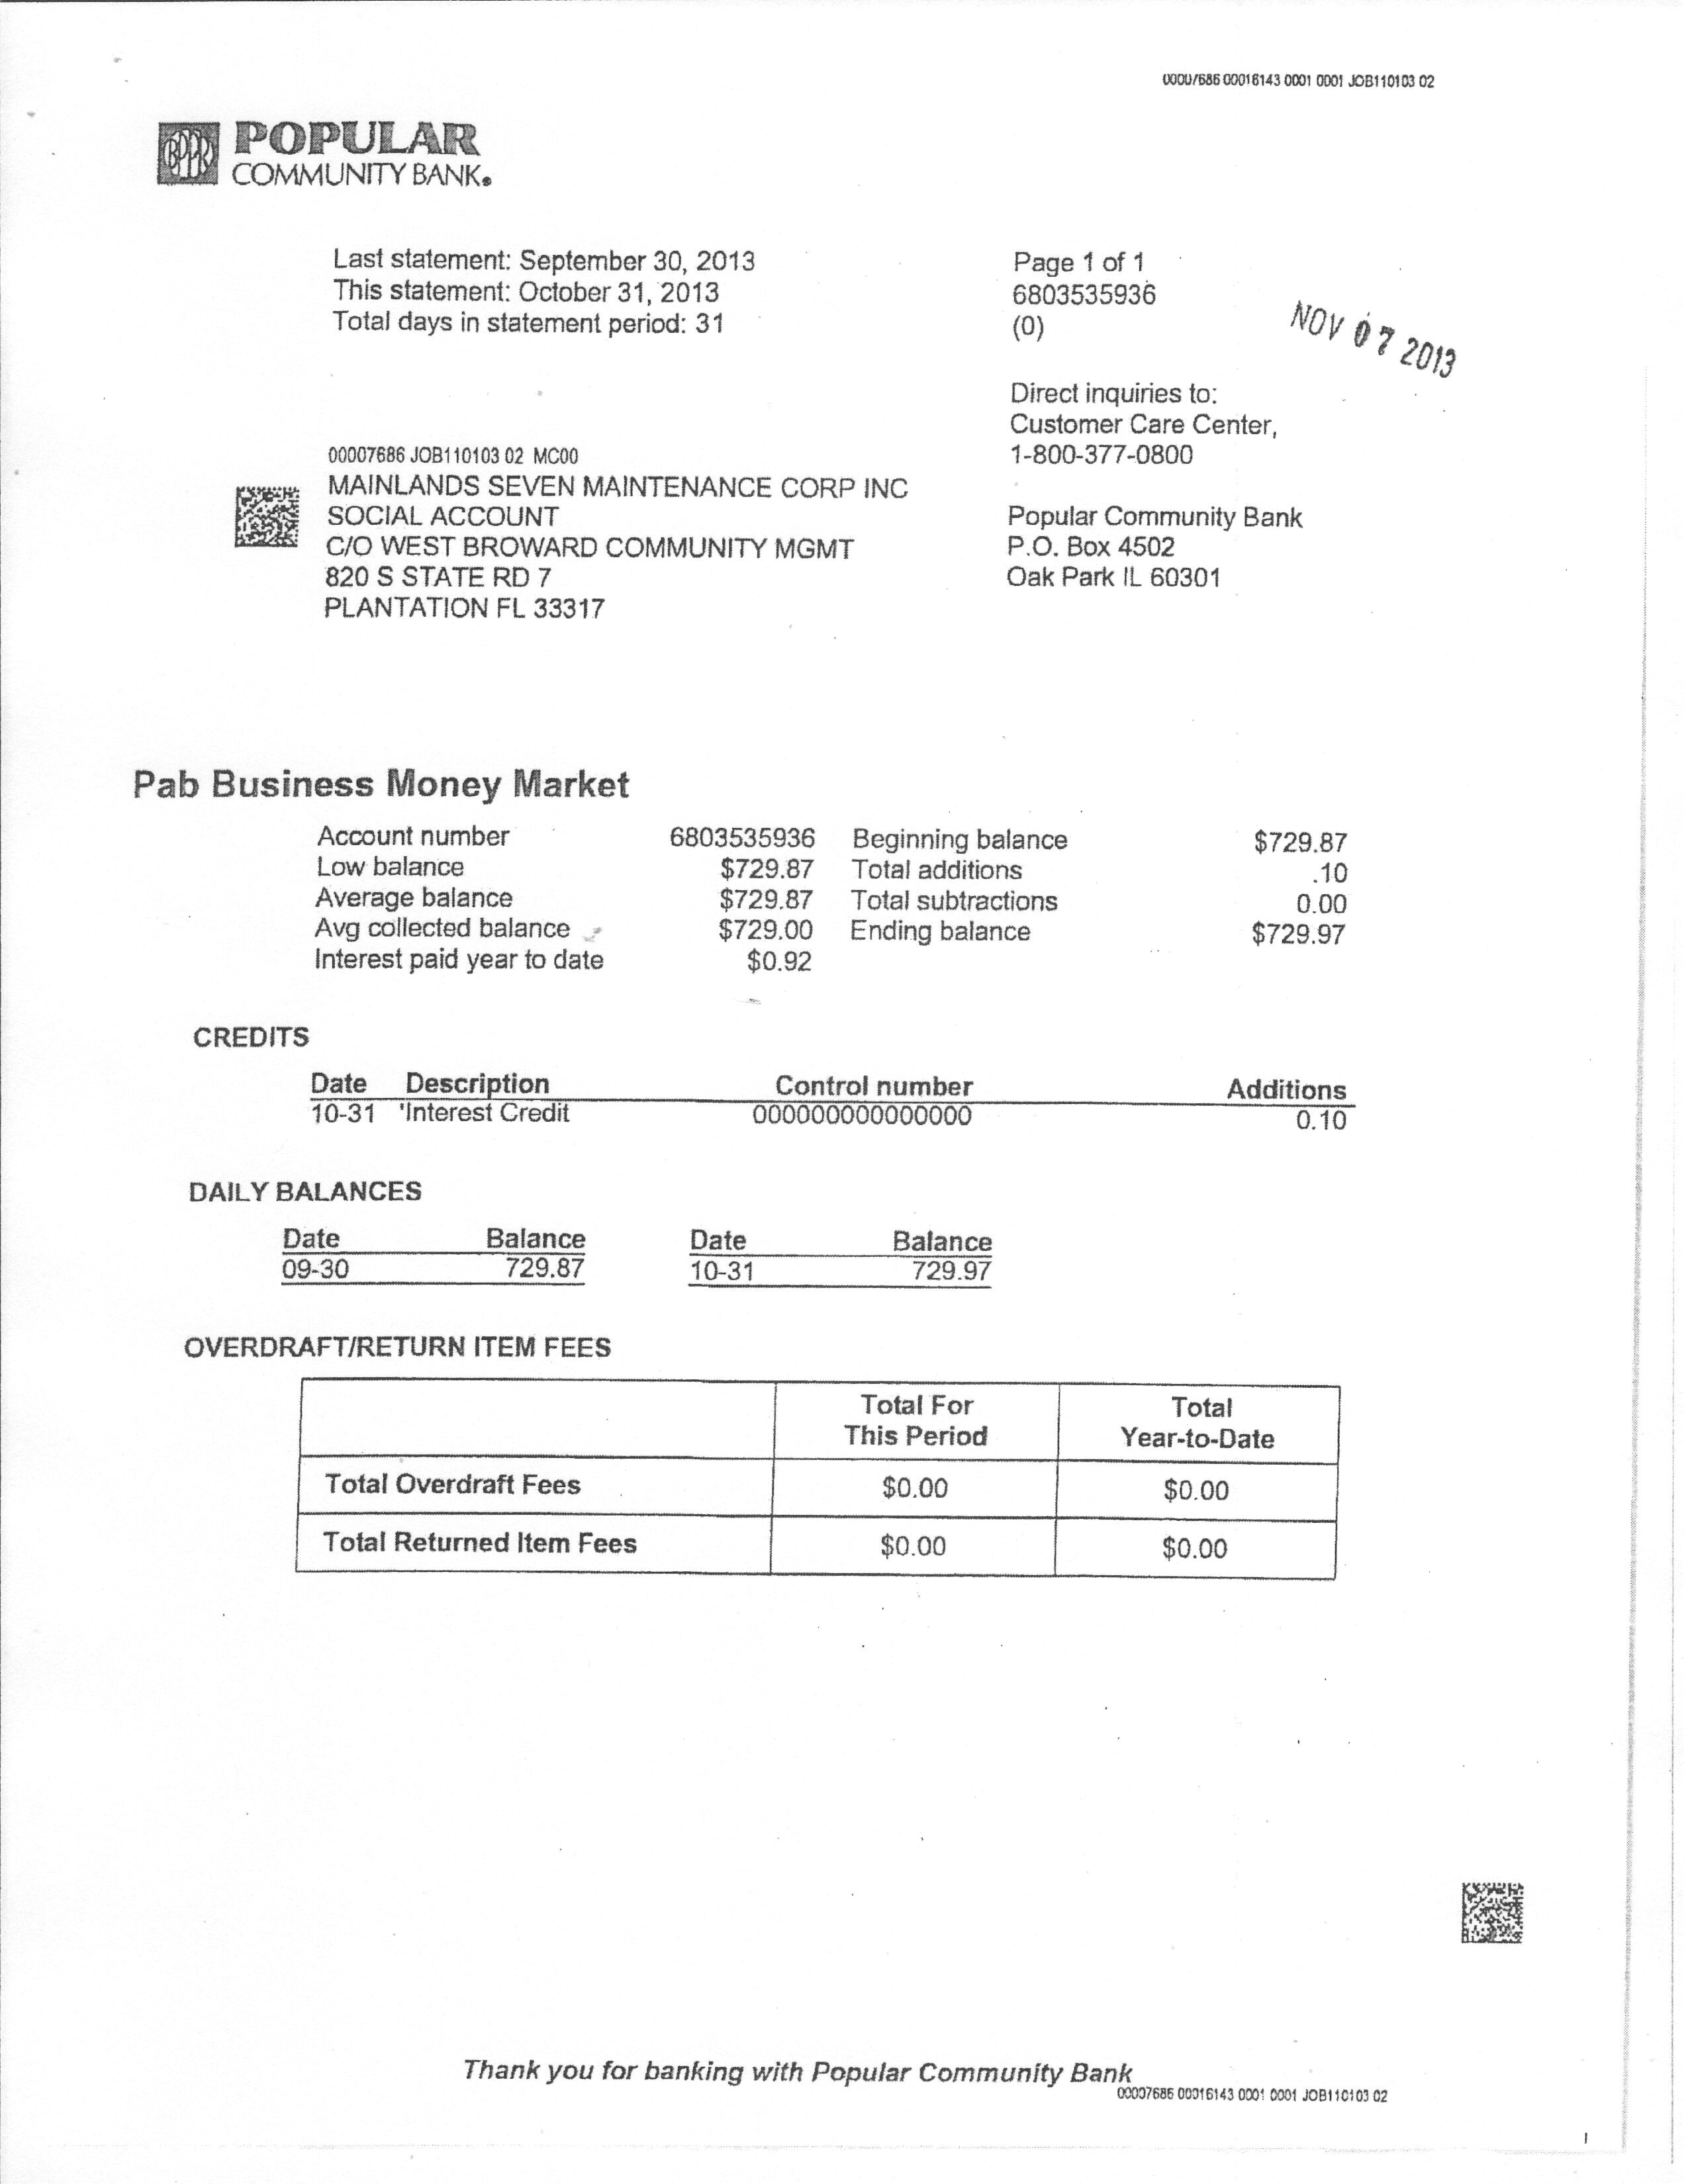 00007686 00016143 0001 0001 JOB110103 02
BPPR
POPULAR
COMMUNITY BANK®
Last statement: September 30, 2013
This statement: October 31, 2013
Total days in statement period: 31
Page 1 of 1
6803535936
(0)
NOV 07 2013
Direct inquiries to:
Customer Care Center,
1-800-377-0800
00007686 JOB110103 02 MC00
MAINLANDS SEVEN MAINTENANCE CORP INC
SOCIAL ACCOUNT
C/O WEST BROWARD COMMUNITY MGMT
820 S STATE RD 7
PLANTATION FL 33317
Popular Community Bank
P.O. Box 4502
Oak Park IL 60301
Pab Business Money Market
Account number 6803535936 Beginning balance $729.87
Low balance $729.87 Total additions .10
Average balance $729.87 Total subtractions 0.00
Avg collected balance $729.00 Ending balance $729.97
Interest paid year to date $0.92
CREDITS
Date Description Control number Additions
10-31 'Interest Credit 000000000000000 0.10
DAILY BALANCES
Date Balance Date Balance
09-30 729.87 10-31 729.97
OVERDRAFT/RETURN ITEM FEES
Total For Total
This Period Year-to-Date
Total Overdraft Fees $0.00 $0.00
Total Returned Item Fees $0.00 $0.00
Thank you for banking with Popular Community Bank
00007686 00016143 0001 0001 JOB110103 02